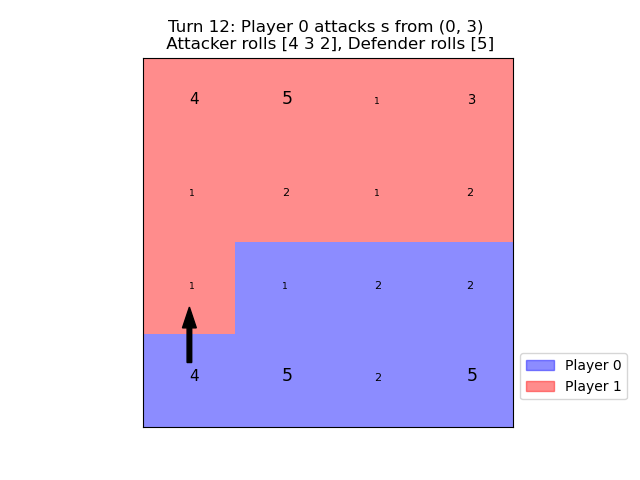 Turn 12: Player 0 attacks s from (0, 3)
Attacker rolls [4 3 2], Defender rolls [5]
4 5 1 3
1 2 1 2
1 1 2 2
4 5 2 5
Player 0
Player 1